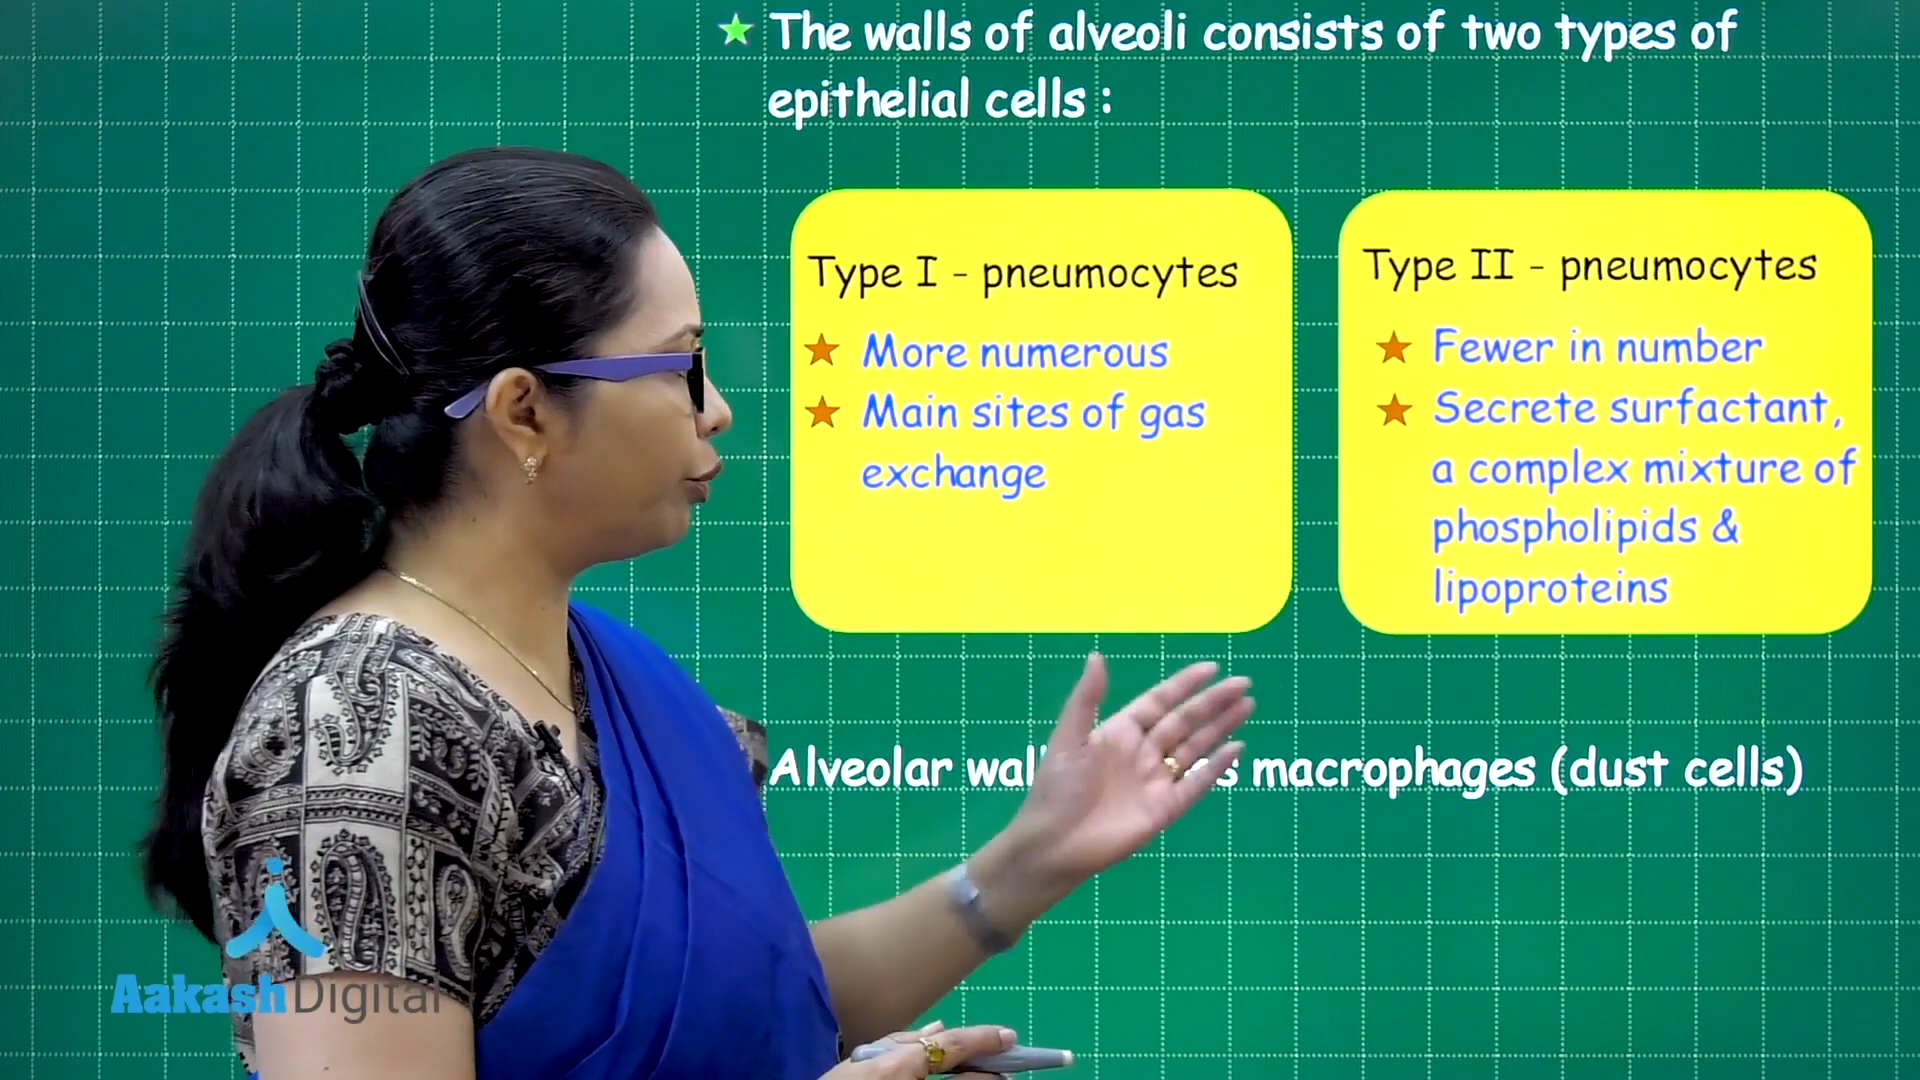 The walls of alveoli consists of two types of
epithelial cells :
Type I - pneumocytes
More numerous
Main sites of gas
exchange
Type II - pneumocytes
Fewer in number
Secrete surfactant,
a complex mixture of
phospholipids &
lipoproteins
Alveolar macrophages (dust cells)
Aakash Digital